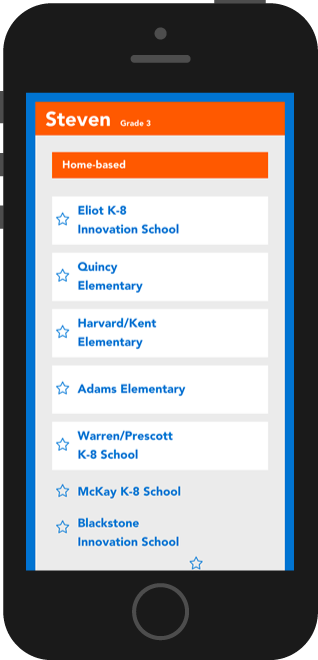 Steven Grade 3
Home-based
Eliot K-8
Innovation School
Quincy
Elementary
Harvard/Kent
Elementary
Adams Elementary
Warren/Prescott
K-8 School
McKay K-8 School
Blackstone
Innovation School